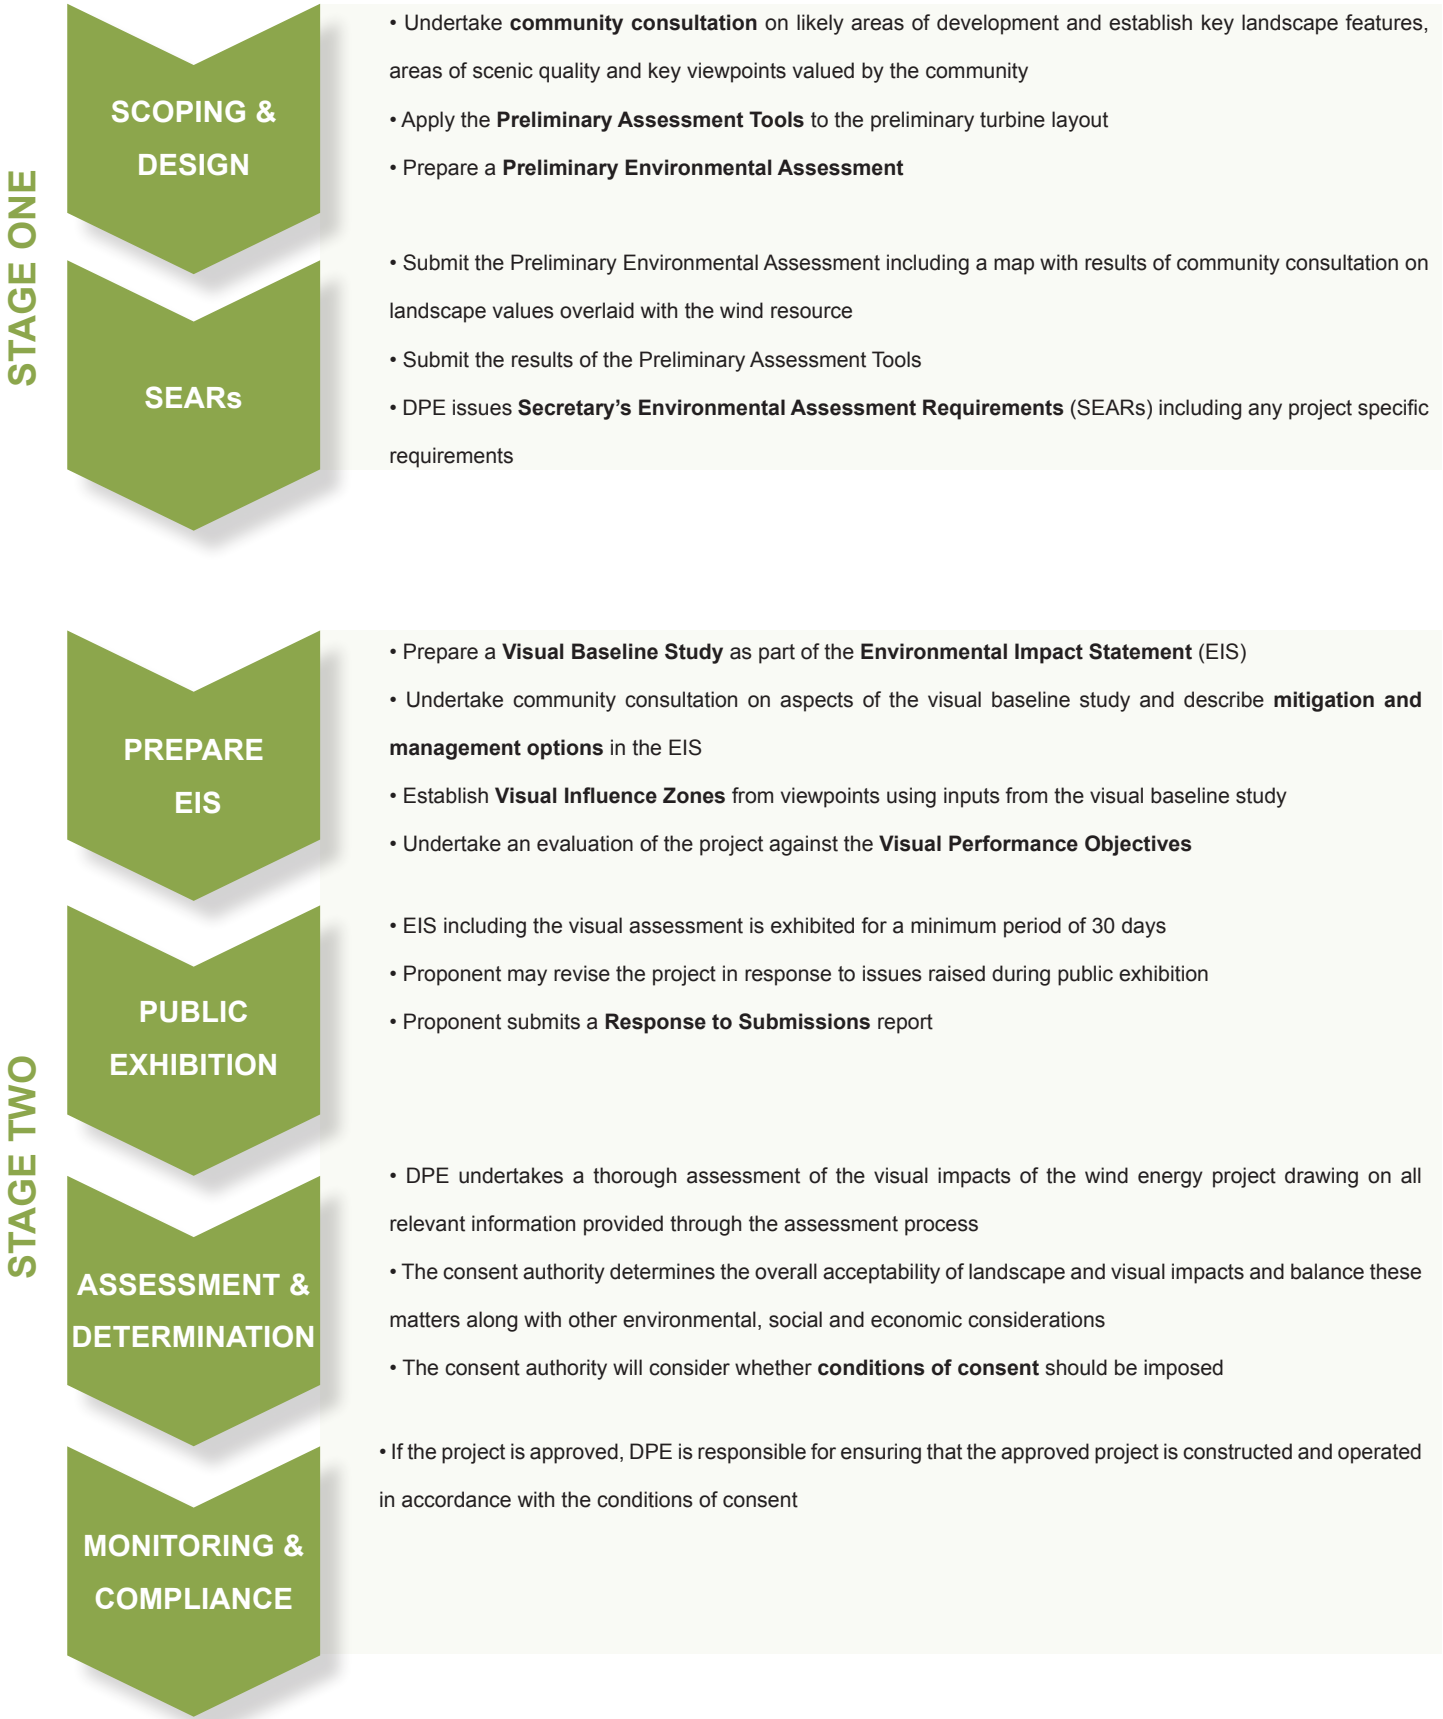 STAGE ONE
SCOPING &
DESIGN
• Undertake community consultation on likely areas of development and establish key landscape features,
areas of scenic quality and key viewpoints valued by the community
• Apply the Preliminary Assessment Tools to the preliminary turbine layout
• Prepare a Preliminary Environmental Assessment
SEARs
• Submit the Preliminary Environmental Assessment including a map with results of community consultation on
landscape values overlaid with the wind resource
• Submit the results of the Preliminary Assessment Tools
• DPE issues Secretary’s Environmental Assessment Requirements (SEARs) including any project specific
requirements
STAGE TWO
PREPARE
EIS
• Prepare a Visual Baseline Study as part of the Environmental Impact Statement (EIS)
• Undertake community consultation on aspects of the visual baseline study and describe mitigation and
management options in the EIS
• Establish Visual Influence Zones from viewpoints using inputs from the visual baseline study
• Undertake an evaluation of the project against the Visual Performance Objectives
PUBLIC
EXHIBITION
• EIS including the visual assessment is exhibited for a minimum period of 30 days
• Proponent may revise the project in response to issues raised during public exhibition
• Proponent submits a Response to Submissions report
ASSESSMENT &
DETERMINATION
• DPE undertakes a thorough assessment of the visual impacts of the wind energy project drawing on all
relevant information provided through the assessment process
• The consent authority determines the overall acceptability of landscape and visual impacts and balance these
matters along with other environmental, social and economic considerations
• The consent authority will consider whether conditions of consent should be imposed
MONITORING &
COMPLIANCE
• If the project is approved, DPE is responsible for ensuring that the approved project is constructed and operated
in accordance with the conditions of consent